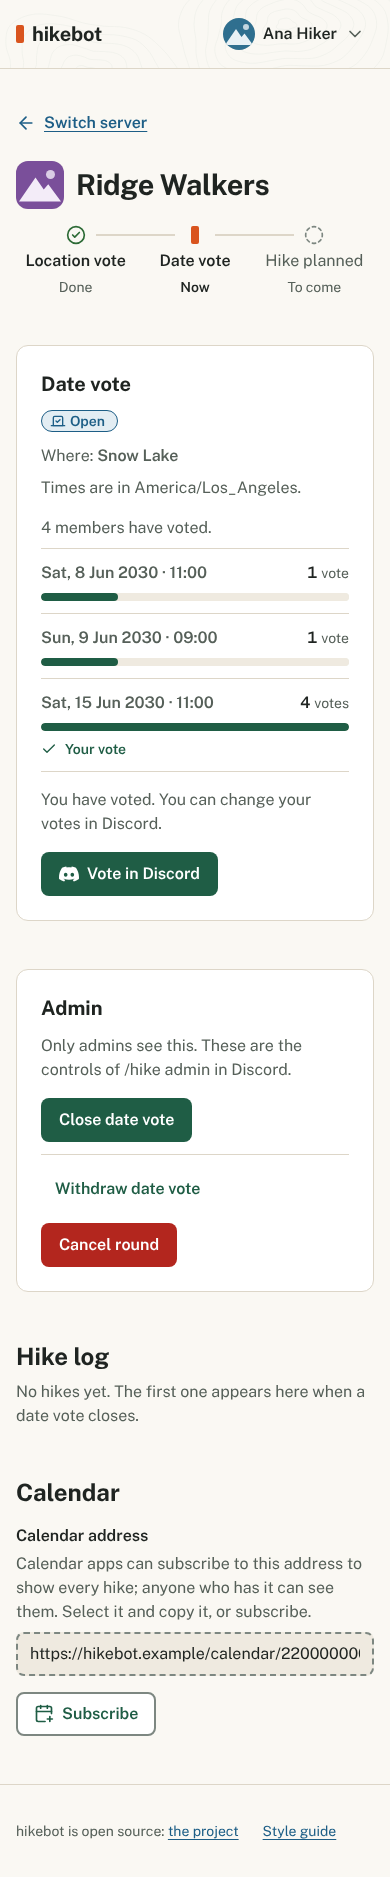 hikebot
Ana Hiker
Switch server
Ridge Walkers
Location vote
Done
Date vote
Now
Hike planned
To come
Date vote
Open
Where: Snow Lake
Times are in America/Los_Angeles.
4 members have voted.
Sat, 8 Jun 2030 · 11:00 1 vote
Sun, 9 Jun 2030 · 09:00 1 vote
Sat, 15 Jun 2030 · 11:00 4 votes
Your vote
You have voted. You can change your
votes in Discord.
Vote in Discord
Admin
Only admins see this. These are the
controls of /hike admin in Discord.
Close date vote
Withdraw date vote
Cancel round
Hike log
No hikes yet. The first one appears here when a
date vote closes.
Calendar
Calendar address
Calendar apps can subscribe to this address to
show every hike; anyone who has it can see
them. Select it and copy it, or subscribe.
https://hikebot.example/calendar/220000000
Subscribe
hikebot is open source: the project Style guide